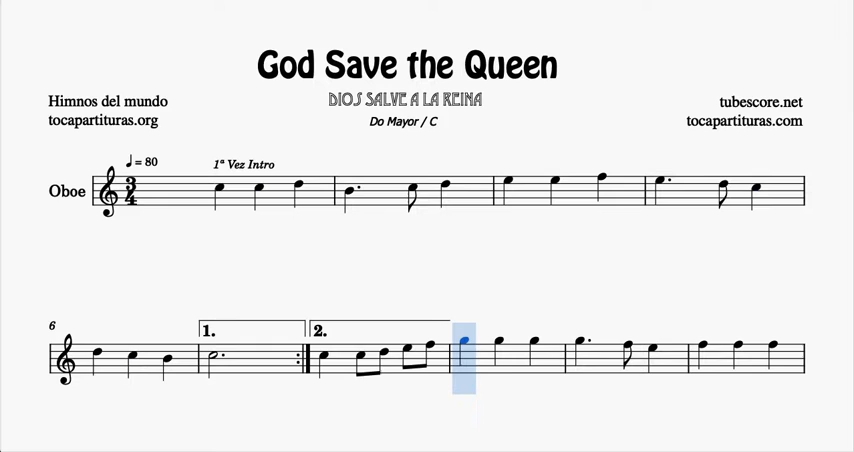 God Save the Queen
DIOS SALVE A LA REINA
Himnos del mundo
tocapartituras.org
Do Mayor / C
tubescore.net
tocapartituras.com
♩ = 80
1ª Vez Intro
Oboe
3
4
6
1.
2.